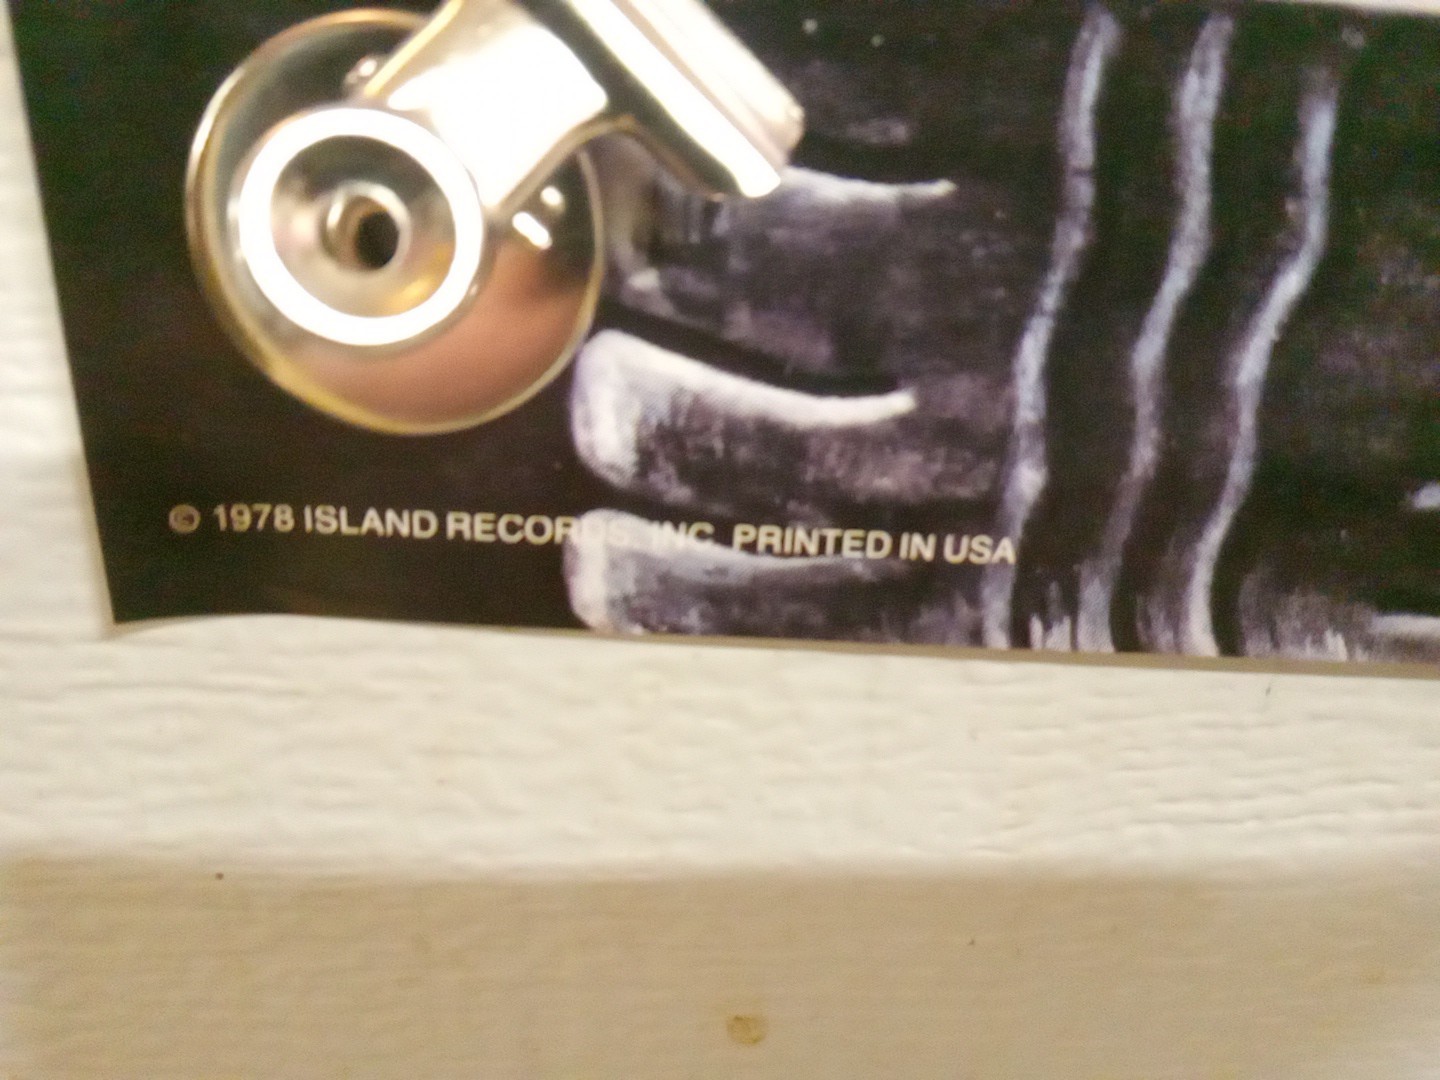 © 1978 ISLAND RECORDS, INC. PRINTED IN USA